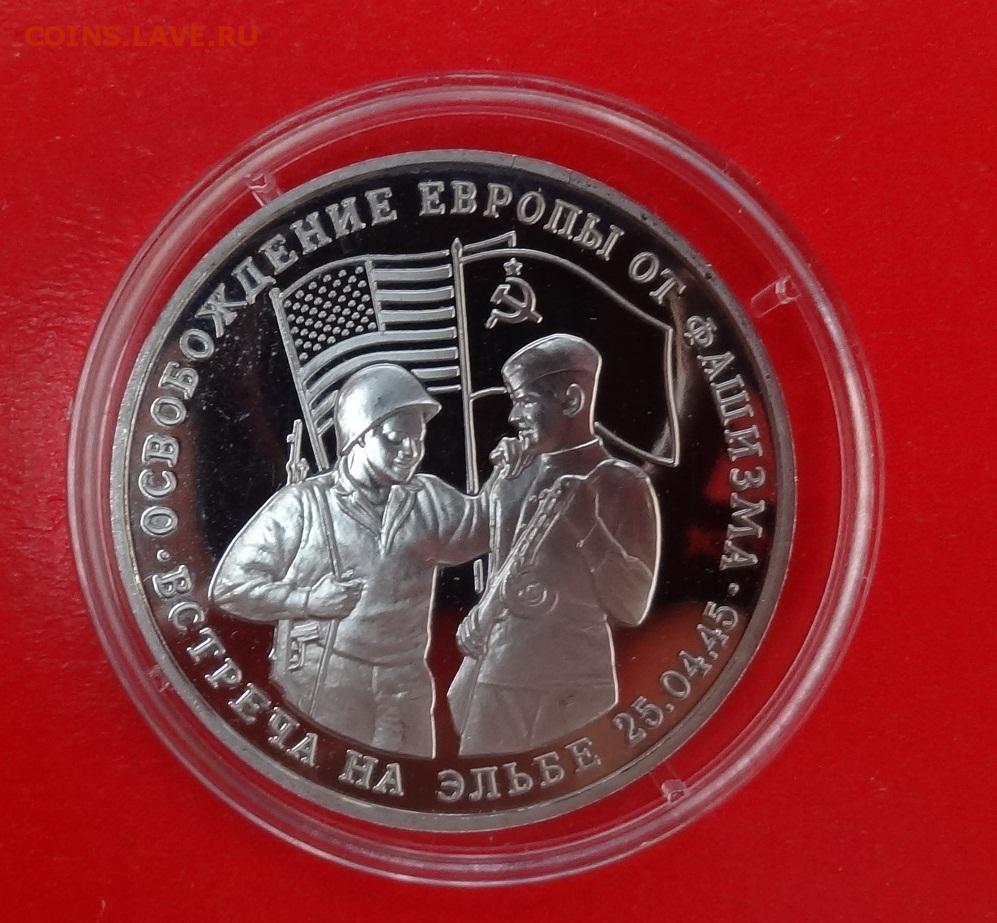 COINS.LAVE.RU
·ОСВОБОЖДЕНИЕ ЕВРОПЫ ОТ ФАШИЗМА·
ВСТРЕЧА НА ЭЛЬБЕ 25.04.45